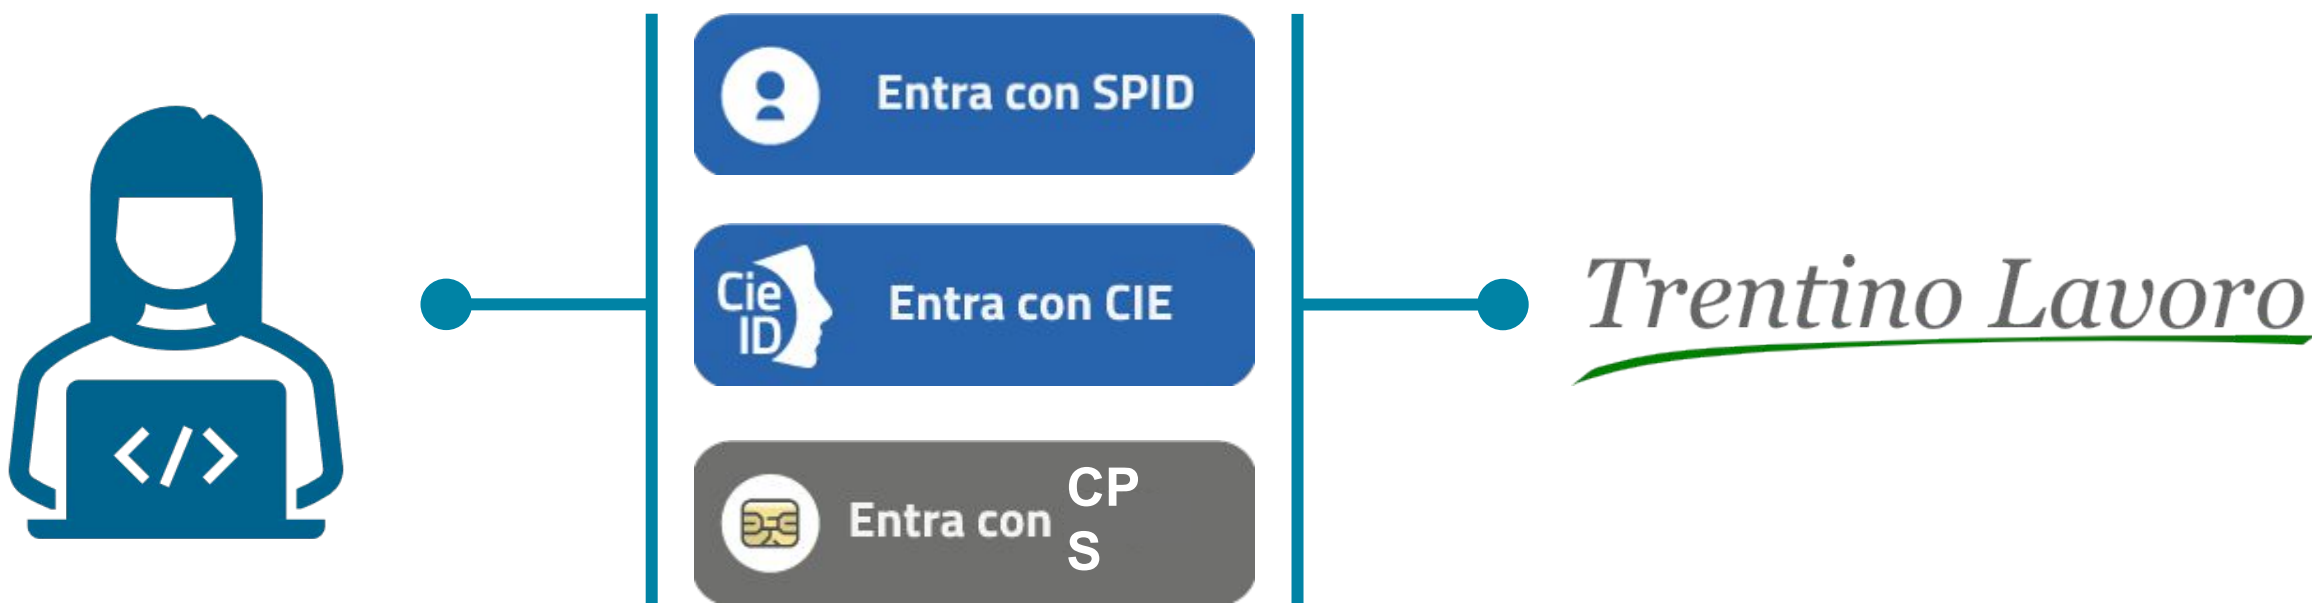 Entra con SPID
Cie
ID
Entra con CIE
Entra con CP
S
Trentino Lavoro
</>